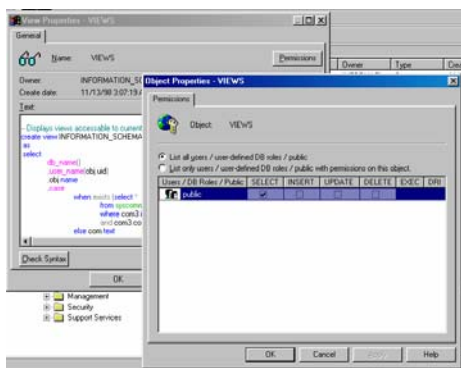 View Properties - VIEWS
General
Name: VIEWS
Permissions
Owner: INFORMATION_SC
Create date: 11/13/98 3:07:19 A
Text:
- Displays views accessable to current
create view INFORMATION_SCHEMA
as
select
db_name()
user_name(obj.uid)
obj.name
case
when exists (select *
from syscomm
where com3.i
and com3.co
else com.text
Check Syntax
OK
Management
Security
Support Services
Owner Type Crea
Object Properties - VIEWS
Permissions
Object: VIEWS
List all users / user-defined DB roles / public
List only users / user-defined DB roles / public with permissions on this object.
Users / DB Roles / Public SELECT INSERT UPDATE DELETE EXEC DRI
public
OK Cancel Apply Help